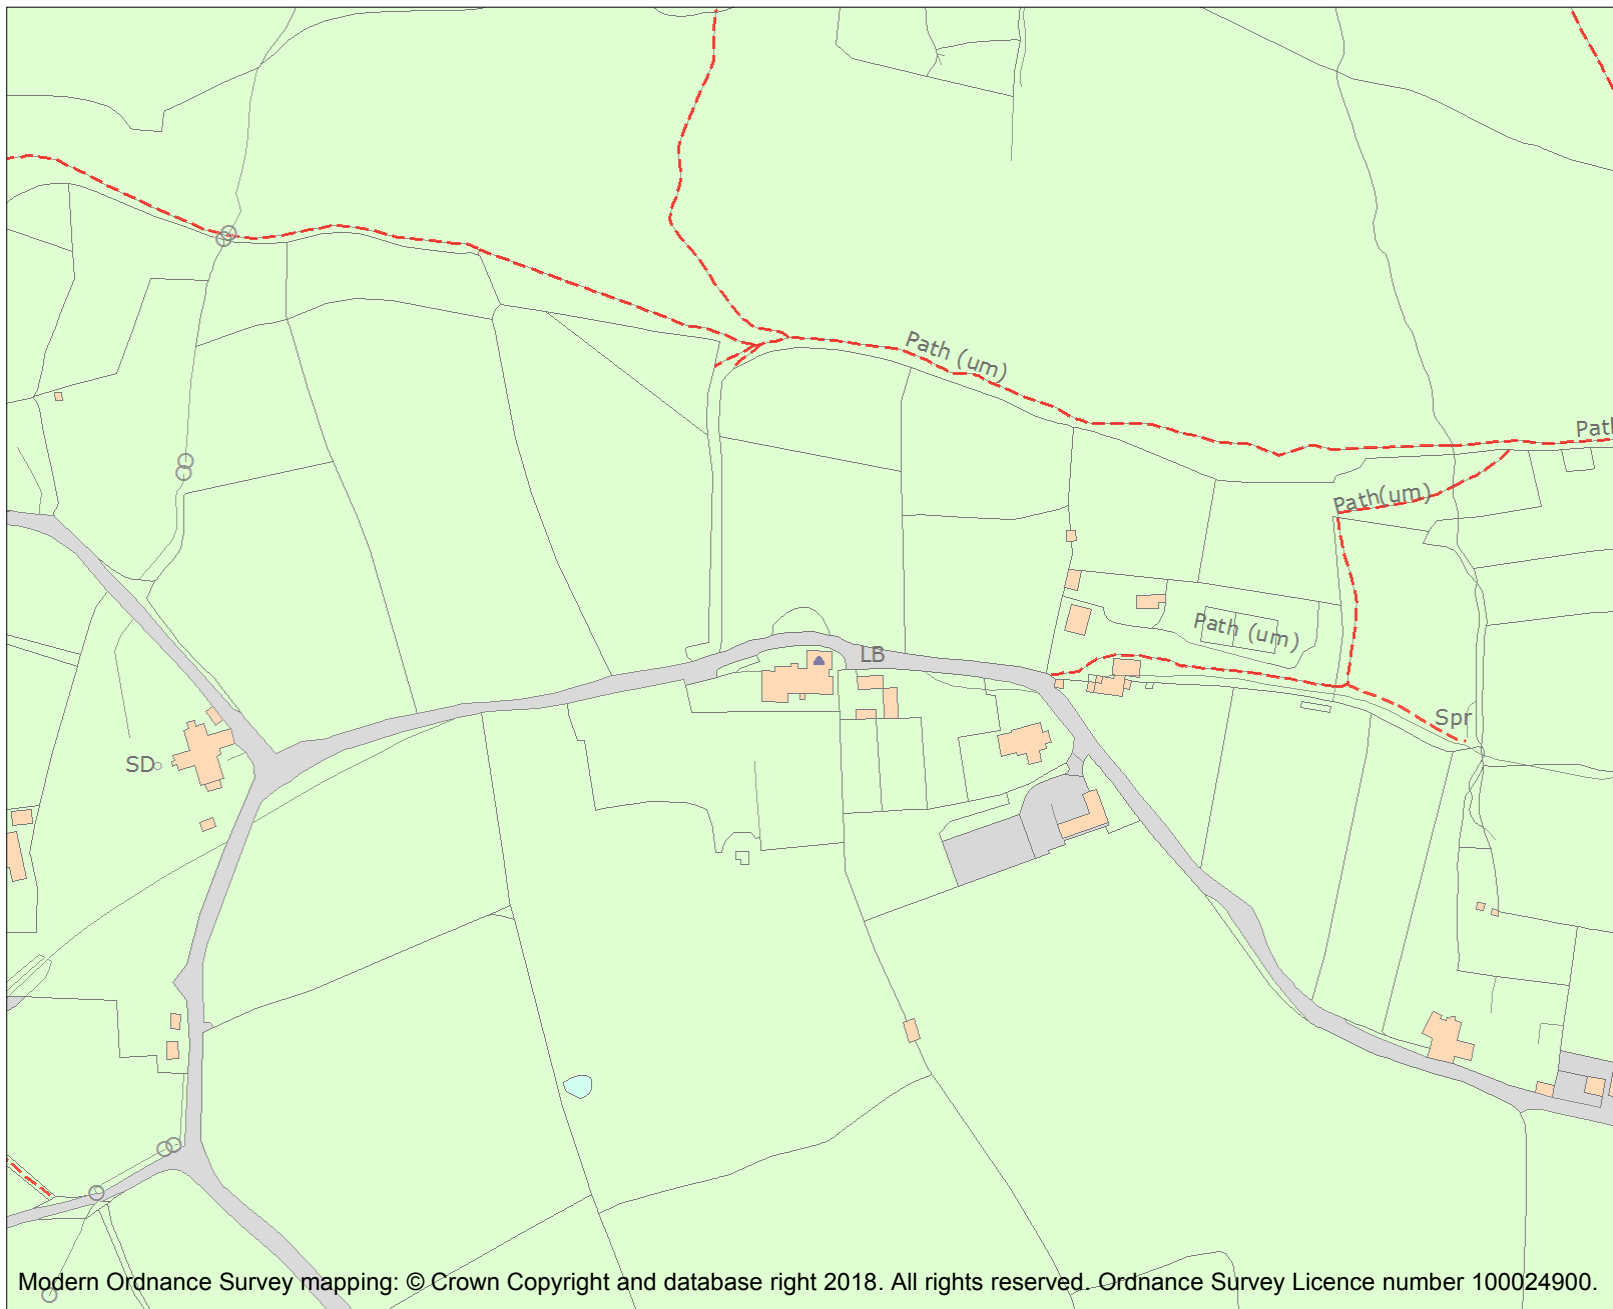 Path (um)
Path
Path(um)
Path (um)
LB
Spr
SD
Modern Ordnance Survey mapping: © Crown Copyright and database right 2018. All rights reserved. Ordnance Survey Licence number 100024900.